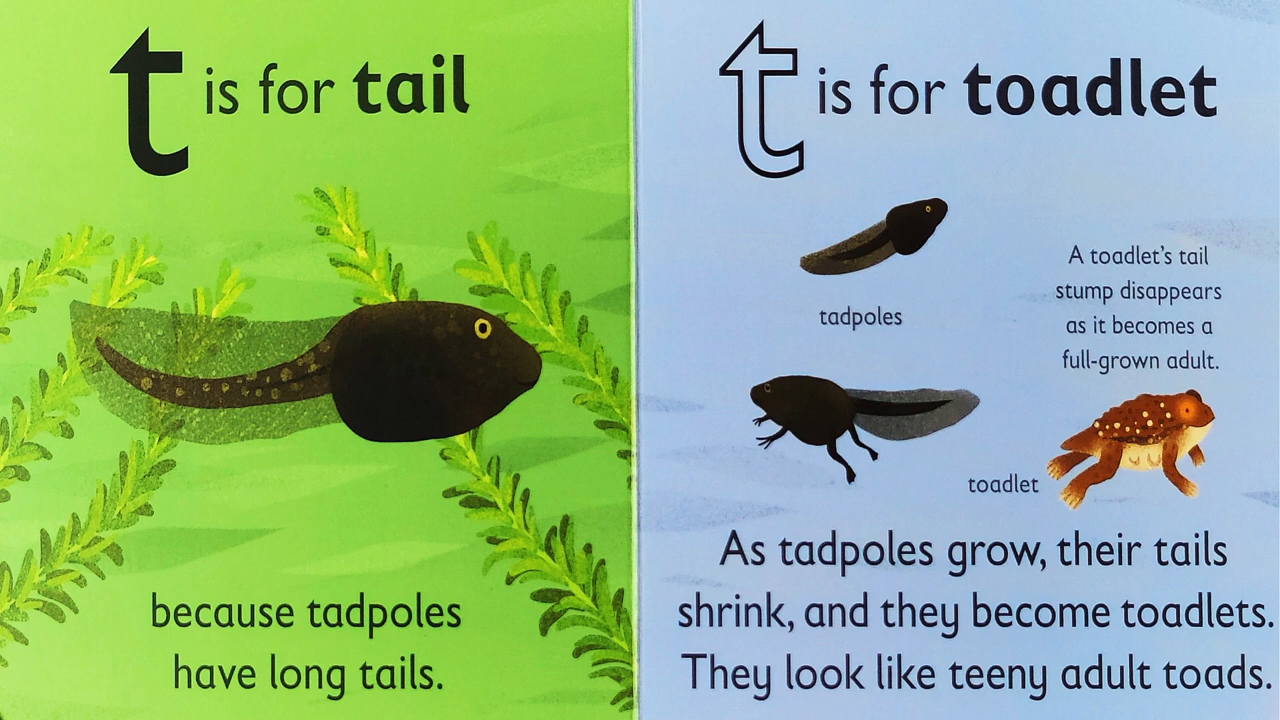 t is for tail
because tadpoles
have long tails.
t is for toadlet
tadpoles
A toadlet's tail
stump disappears
as it becomes a
full-grown adult.
toadlet
As tadpoles grow, their tails
shrink, and they become toadlets.
They look like teeny adult toads.